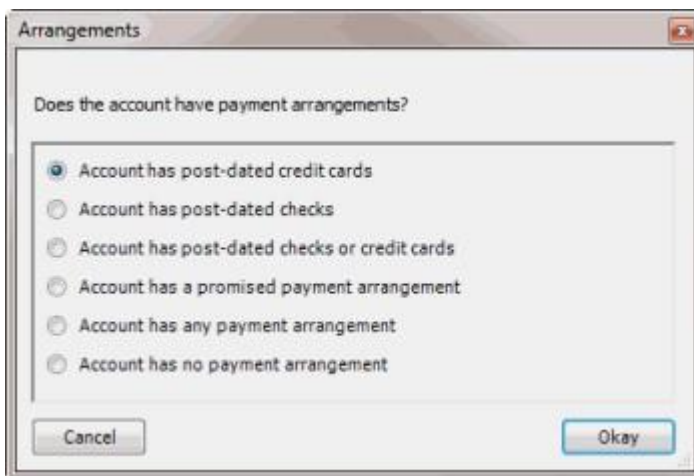 Arrangements
Does the account have payment arrangements?
Account has post-dated credit cards
Account has post-dated checks
Account has post-dated checks or credit cards
Account has a promised payment arrangement
Account has any payment arrangement
Account has no payment arrangement
Cancel Okay